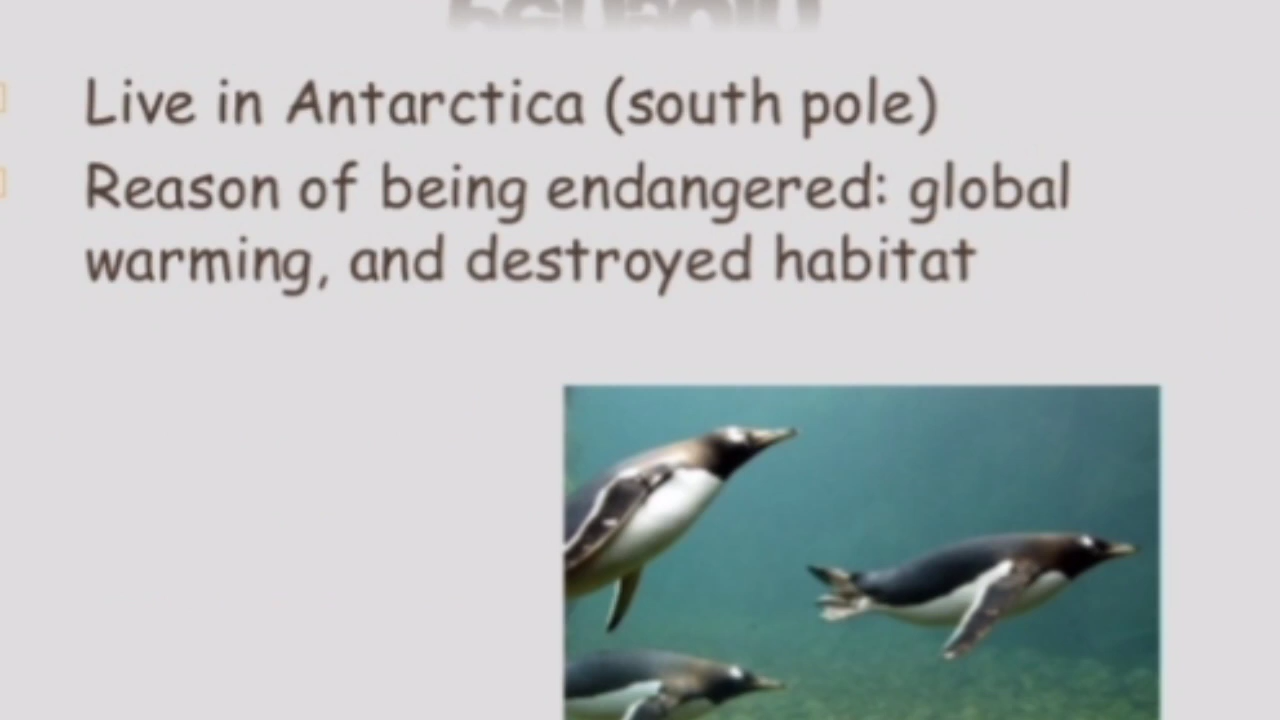 Live in Antarctica (south pole)
Reason of being endangered: global
warming, and destroyed habitat